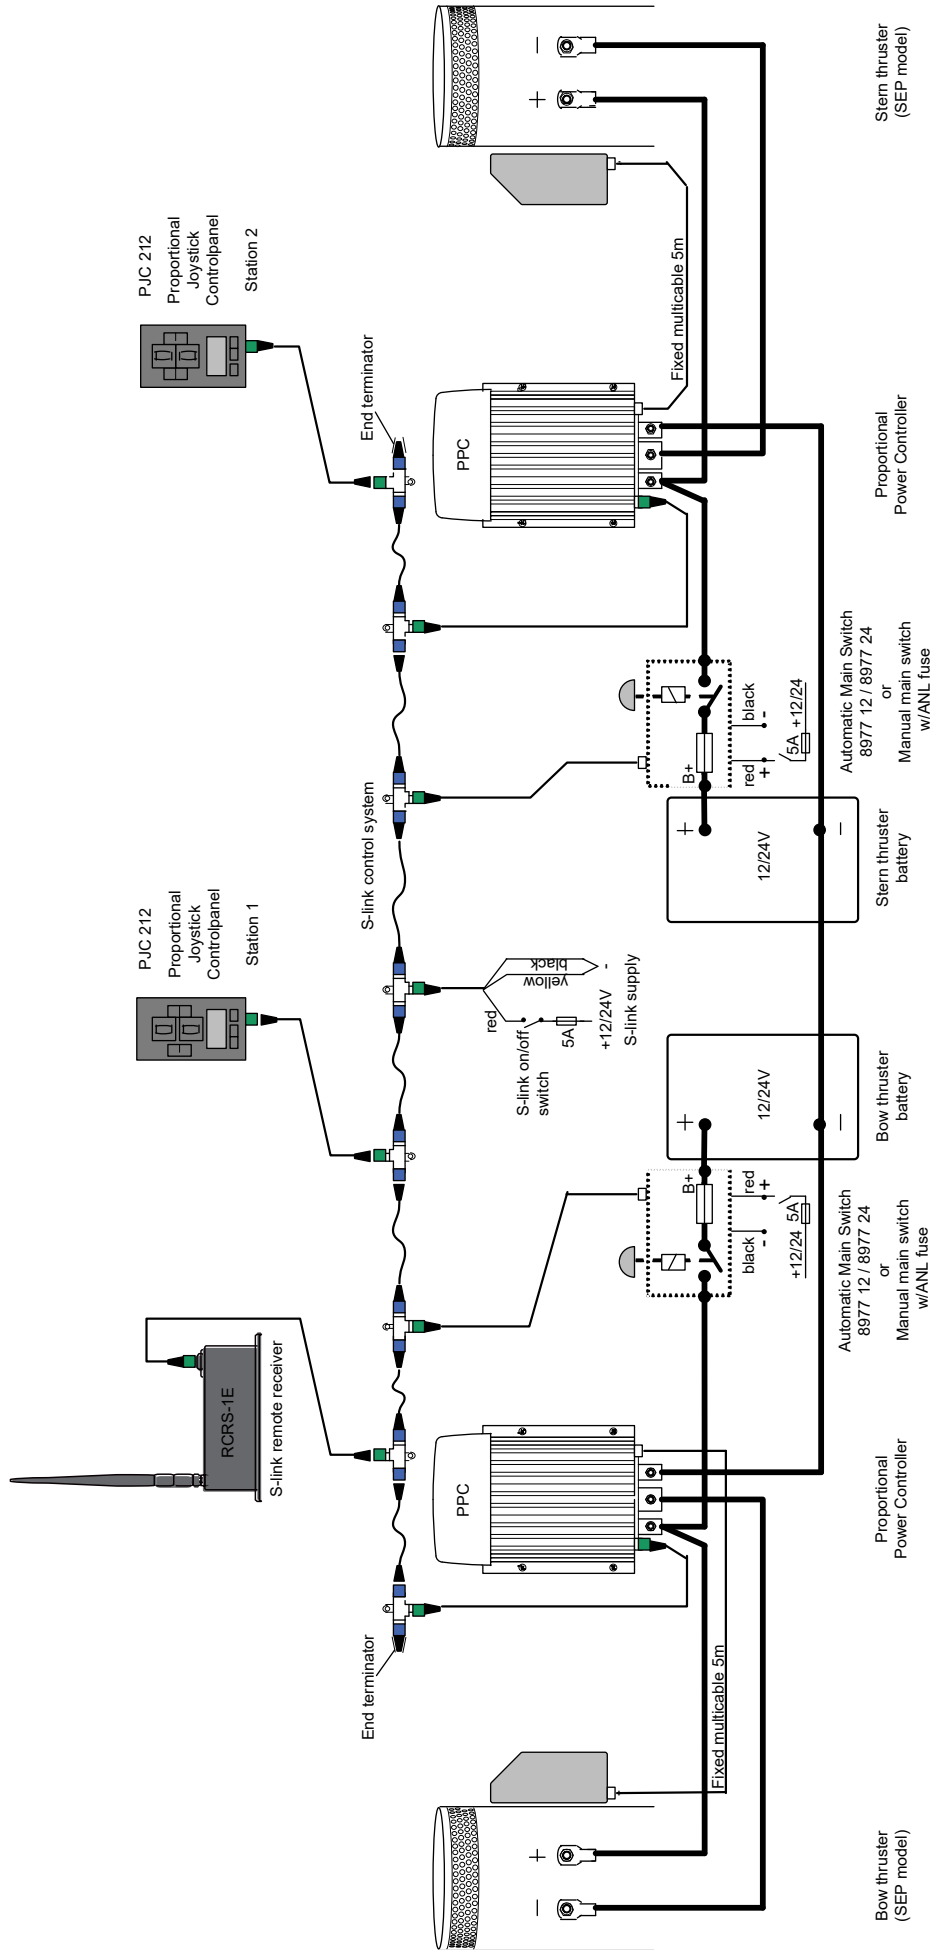 PJC 212
Proportional
Joystick
Controlpanel
Station 1
PJC 212
Proportional
Joystick
Controlpanel
Station 2
RCRS-1E
S-link remote receiver
End terminator
S-link control system
End terminator
PPC
PPC
red
yellow
black
-
S-link on/off
switch
5A
+12/24V
S-link supply
+
-
Fixed multicable 5m
B+
black
-
red
+
+12/24
5A
+
12/24V
-
+
12/24V
-
B+
red
+
black
-
5A
+12/24
Fixed multicable 5m
+
-
Bow thruster
(SEP model)
Proportional
Power Controller
Automatic Main Switch
8977 12 / 8977 24
or
Manual main switch
w/ANL fuse
Bow thruster
battery
Stern thruster
battery
Automatic Main Switch
8977 12 / 8977 24
or
Manual main switch
w/ANL fuse
Proportional
Power Controller
Stern thruster
(SEP model)